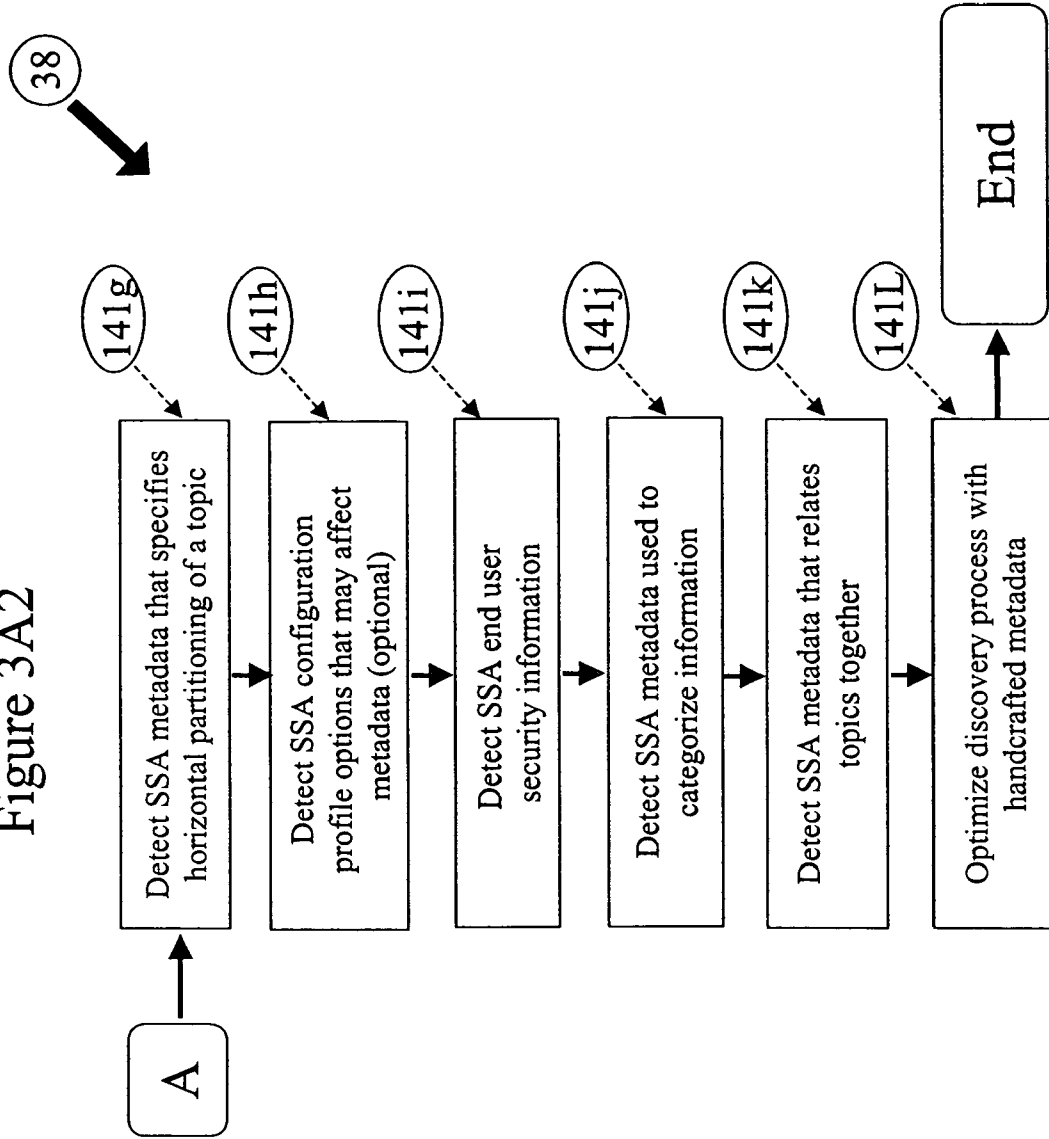 Figure 3A2
38
A
Detect SSA metadata that specifies
horizontal partitioning of a topic
141g
Detect SSA configuration
profile options that may affect
metadata (optional)
141h
Detect SSA end user
security information
141i
Detect SSA metadata used to
categorize information
141j
Detect SSA metadata that relates
topics together
141k
Optimize discovery process with
handcrafted metadata
141L
End